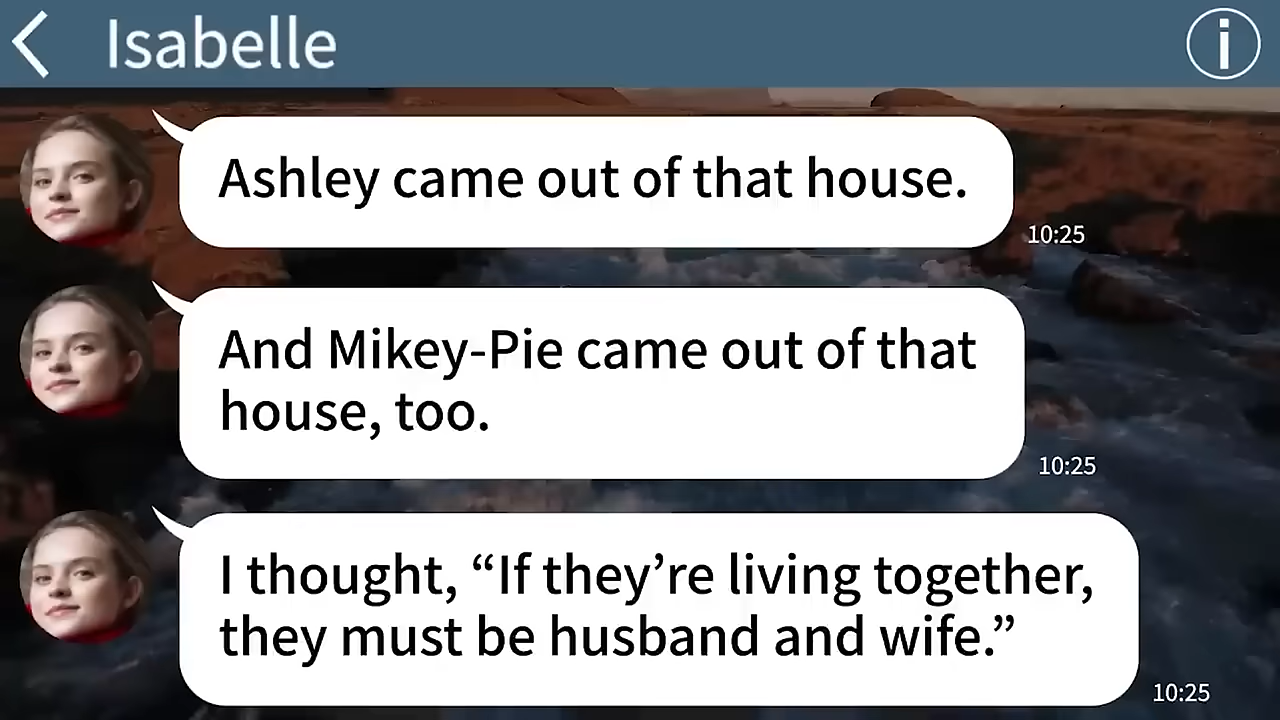 Isabelle
Ashley came out of that house.
10:25
And Mikey-Pie came out of that
house, too.
10:25
I thought, “If they’re living together,
they must be husband and wife.”
10:25